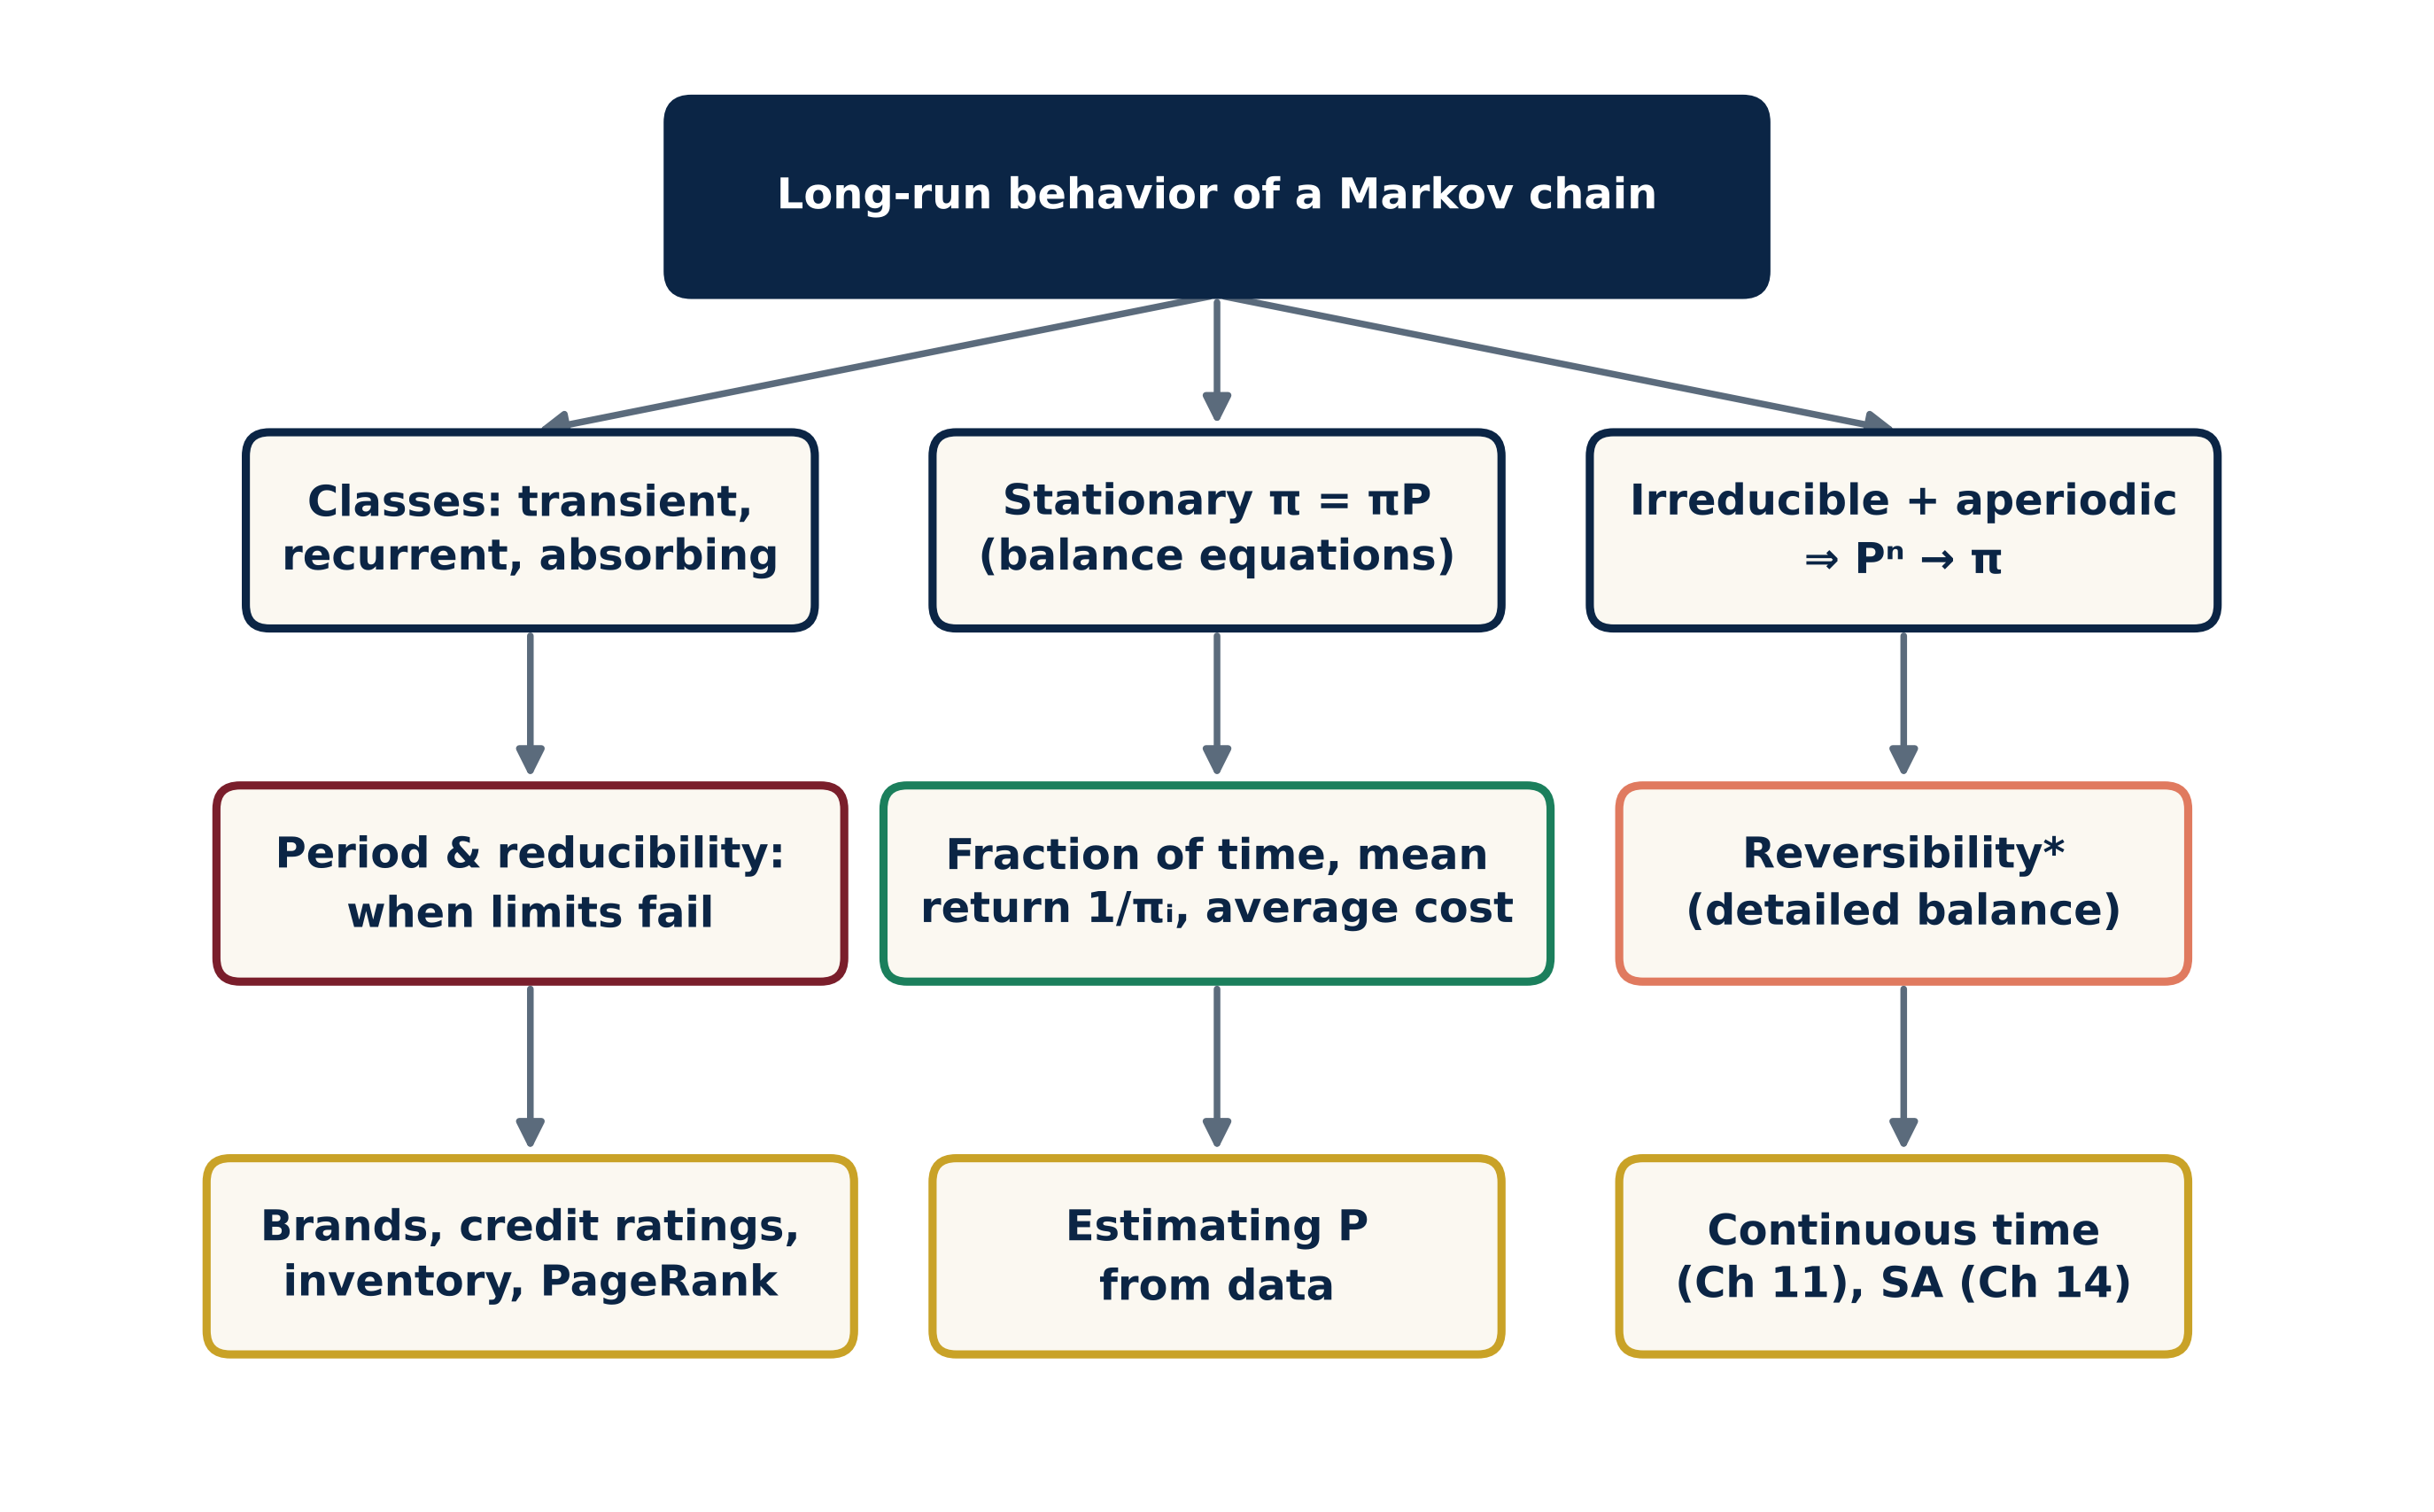 Long-run behavior of a Markov chain
Classes: transient,
recurrent, absorbing
Stationary π = πP
(balance equations)
Irreducible + aperiodic
⇒ Pⁿ → π
Period & reducibility:
when limits fail
Fraction of time, mean
return 1/πᵢ, average cost
Reversibility*
(detailed balance)
Brands, credit ratings,
inventory, PageRank
Estimating P
from data
Continuous time
(Ch 11), SA (Ch 14)